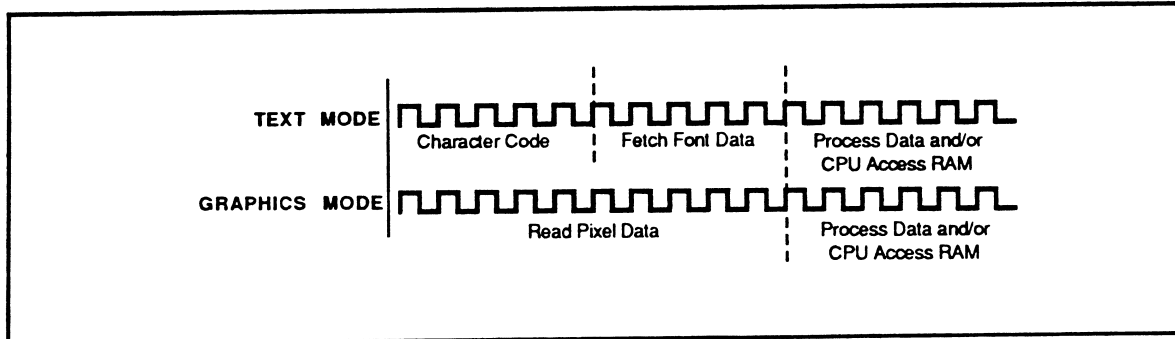 TEXT MODE
Character Code Fetch Font Data Process Data and/or
CPU Access RAM
GRAPHICS MODE
Read Pixel Data Process Data and/or
CPU Access RAM